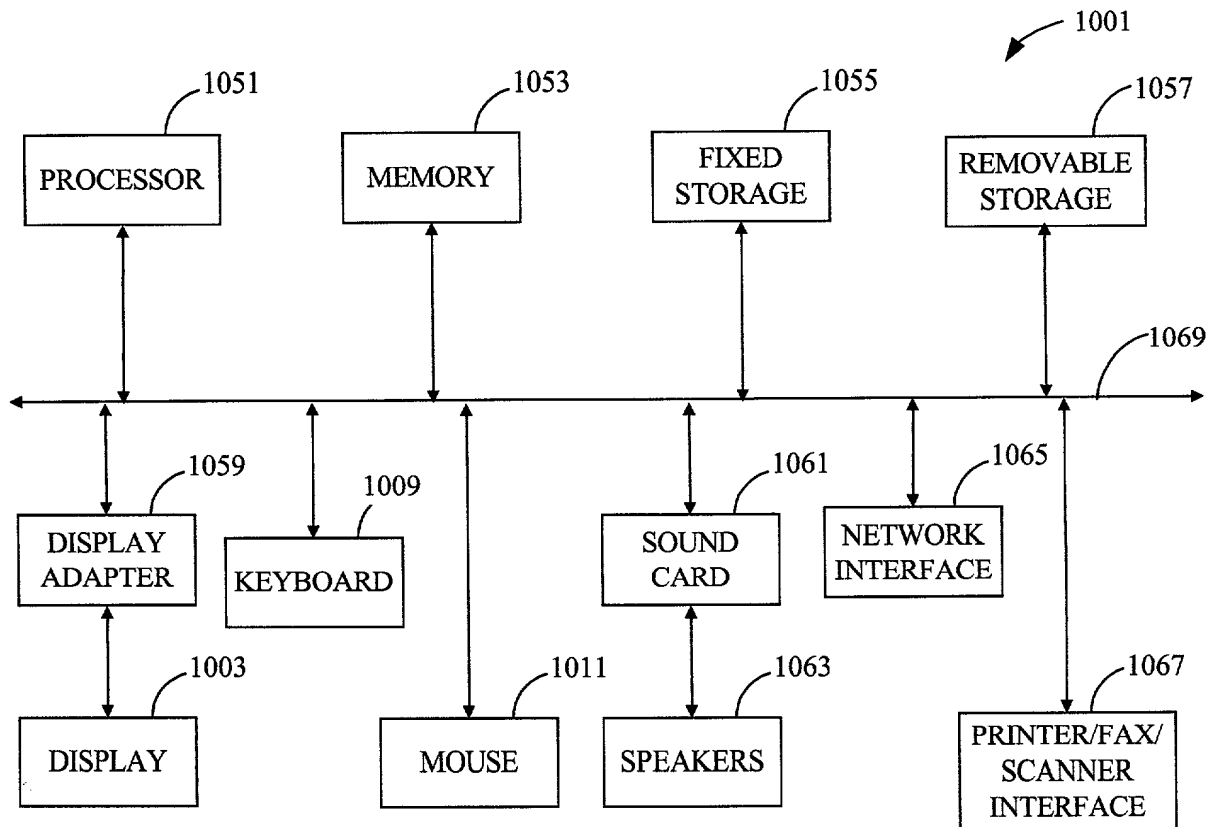 1001
1051
1053
1055
1057
PROCESSOR
MEMORY
FIXED
STORAGE
REMOVABLE
STORAGE
1069
1059
1009
1061
1065
DISPLAY
ADAPTER
KEYBOARD
SOUND
CARD
NETWORK
INTERFACE
1003
1011
1063
1067
DISPLAY
MOUSE
SPEAKERS
PRINTER/FAX/
SCANNER
INTERFACE